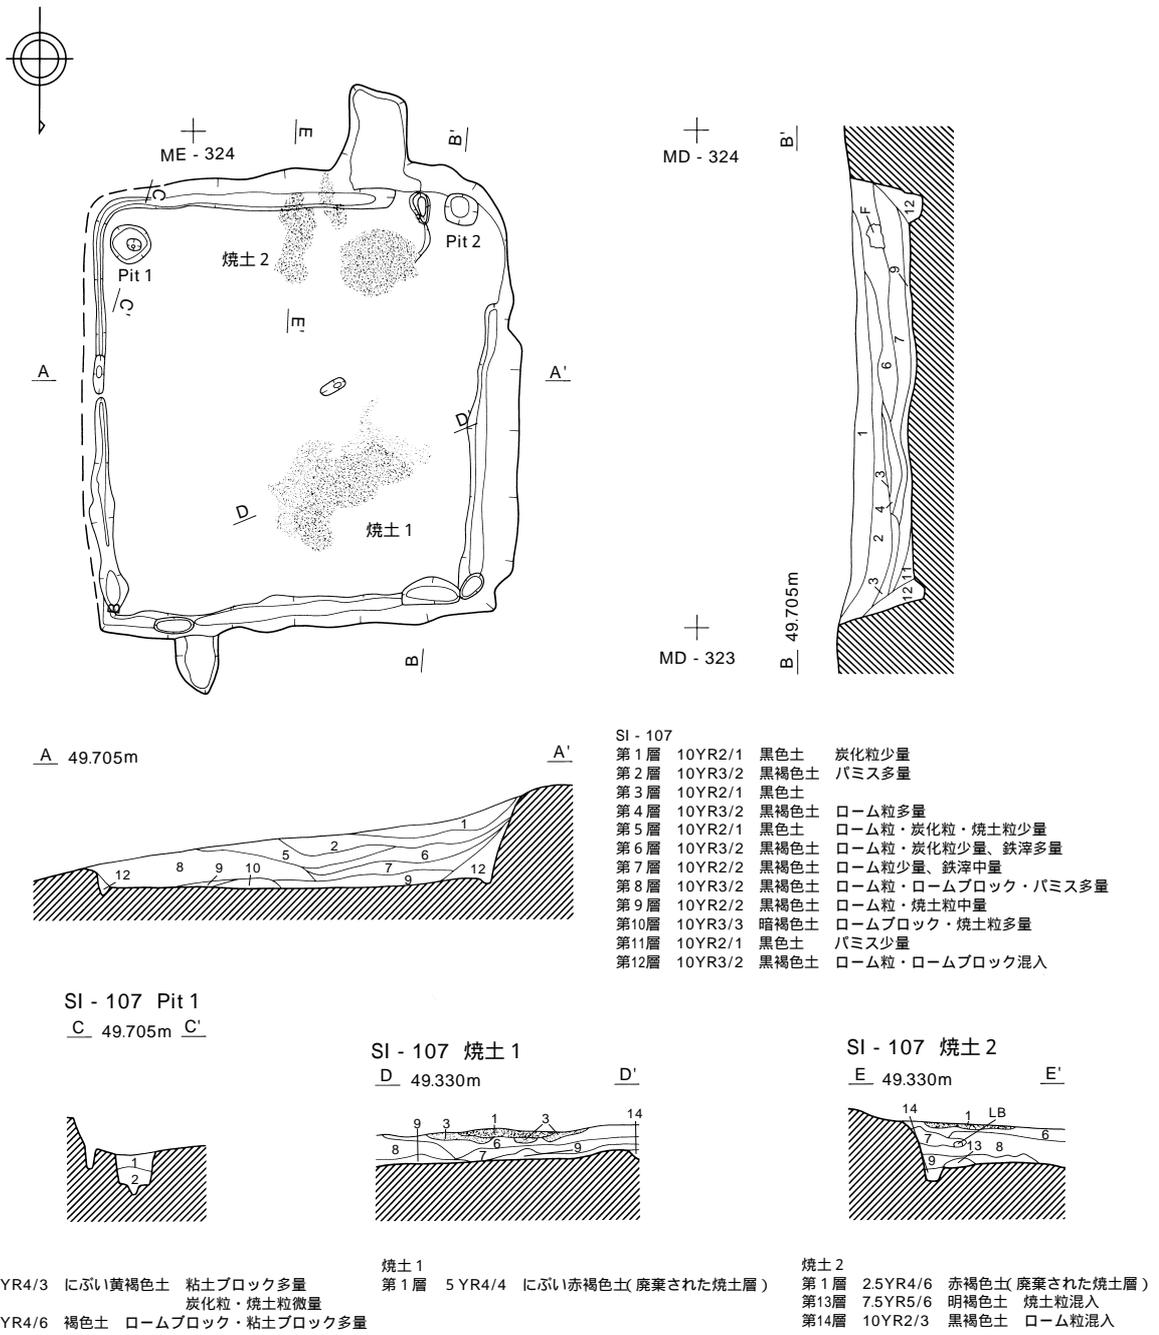 ME - 324
E
B'
MD - 324
B'
C
Pit 1
焼土 2
Pit 2
C'
E'
A
A'
D'
D
焼土 1
B
MD - 323
B 49.705m
F
12
9
7
6
1
3
4
2
3
11
12
A 49.705m
A'
1
2
5
6
8
9
10
7
12
12
9
SI - 107
第1層 10YR2/1 黒色土 炭化粒少量
第2層 10YR3/2 黒褐色土 パミス多量
第3層 10YR2/1 黒色土
第4層 10YR3/2 黒褐色土 ローム粒多量
第5層 10YR2/1 黒色土 ローム粒・炭化粒・焼土粒少量
第6層 10YR3/2 黒褐色土 ローム粒・炭化粒少量、鉄滓多量
第7層 10YR2/2 黒褐色土 ローム粒少量、鉄滓中量
第8層 10YR3/2 黒褐色土 ローム粒・ロームブロック・パミス多量
第9層 10YR2/2 黒褐色土 ローム粒・焼土粒中量
第10層 10YR3/3 暗褐色土 ロームブロック・焼土粒多量
第11層 10YR2/1 黒色土 パミス少量
第12層 10YR3/2 黒褐色土 ローム粒・ロームブロック混入
SI - 107 Pit 1
C 49.705m C'
1
2
SI - 107 焼土 1
D 49.330m D'
9 3 1 3 14
8 6 7 9
SI - 107 焼土 2
E 49.330m E'
14 1 LB
7 6
9 13 8
YR4/3 にぶい黄褐色土 粘土ブロック多量
炭化粒・焼土粒微量
YR4/6 褐色土 ロームブロック・粘土ブロック多量
焼土 1
第1層 5YR4/4 にぶい赤褐色土(廃棄された焼土層)
焼土 2
第1層 2.5YR4/6 赤褐色土(廃棄された焼土層)
第13層 7.5YR5/6 明褐色土 焼土粒混入
第14層 10YR2/3 黒褐色土 ローム粒混入